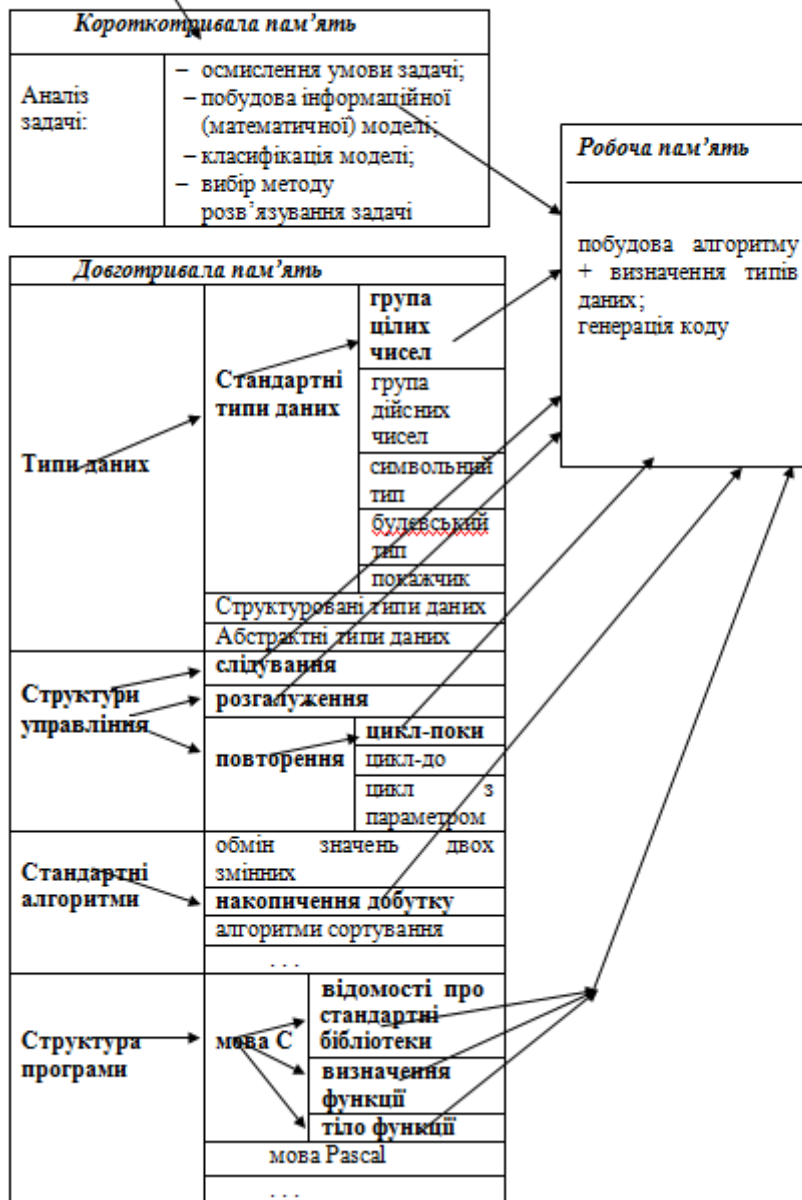 Короткотривала пам’ять
Аналіз
задачі:
– осмислення умови задачі;
– побудова інформаційної
(математичної) моделі;
– класифікація моделі;
– вибір методу
розв’язування задачі
Робоча пам’ять
побудова алгоритму
+ визначення типів
даних;
генерація коду
Довготривала пам’ять
Типи даних
Стандартні
типи даних
група
цілих
чисел
група
дійсних
чисел
символьний
тип
булевський
тип
покажчик
Структуровані типи даних
Абстрактні типи даних
Структури
управління
слідування
розгалуження
повторення
цикл-поки
цикл-до
цикл з
параметром
Стандартні
алгоритми
обмін значень двох
змінних
накопичення добутку
алгоритми сортування
. . .
Структура
програми
мова С
відомості про
стандартні
бібліотеки
визначення
функції
тіло функції
мова Pascal
. . .